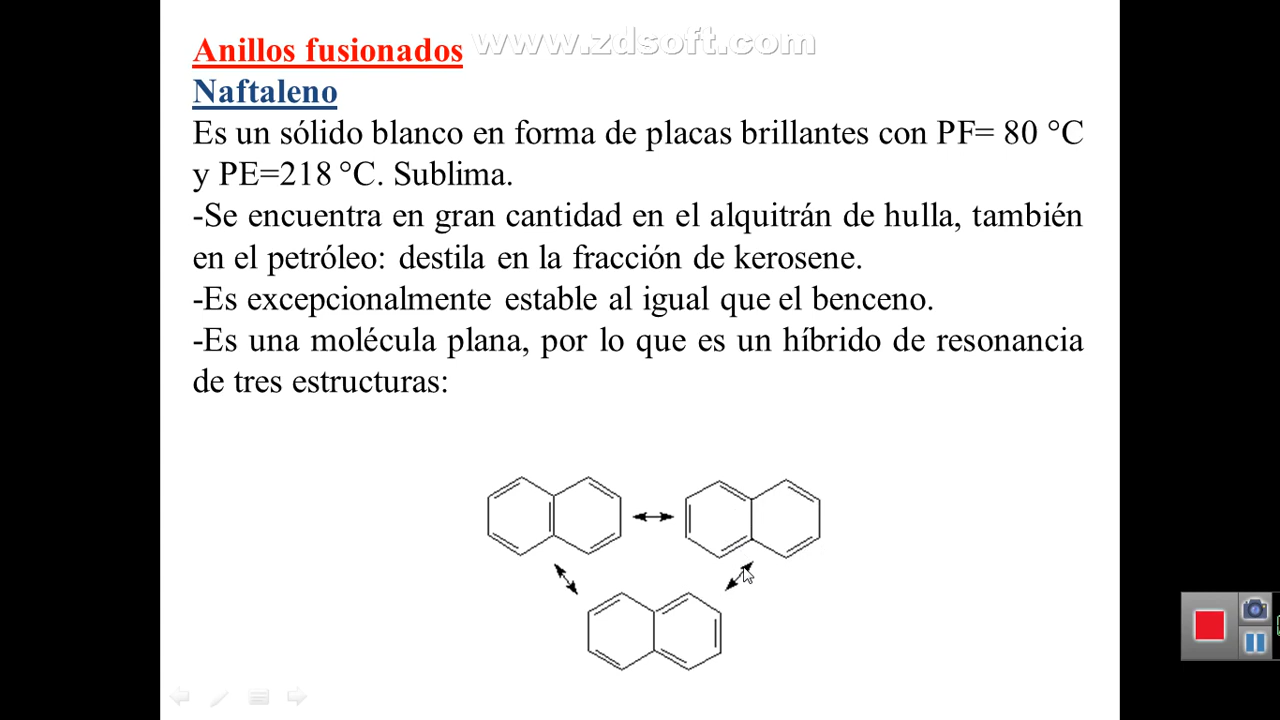 Anillos fusionados
www.zdsoft.com
Naftaleno
Es un sólido blanco en forma de placas brillantes con PF= 80 °C
y PE=218 °C. Sublima.
-Se encuentra en gran cantidad en el alquitrán de hulla, también
en el petróleo: destila en la fracción de kerosene.
-Es excepcionalmente estable al igual que el benceno.
-Es una molécula plana, por lo que es un híbrido de resonancia
de tres estructuras: